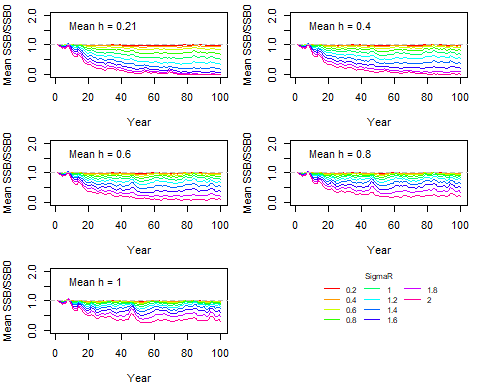 Mean h = 0.21
Mean SSB/SSB0
0.0 1.0 2.0
0 20 40 60 80 100
Year
Mean h = 0.4
Mean SSB/SSB0
0.0 1.0 2.0
0 20 40 60 80 100
Year
Mean h = 0.6
Mean SSB/SSB0
0.0 1.0 2.0
0 20 40 60 80 100
Year
Mean h = 0.8
Mean SSB/SSB0
0.0 1.0 2.0
0 20 40 60 80 100
Year
Mean h = 1
Mean SSB/SSB0
0.0 1.0 2.0
0 20 40 60 80 100
Year
SigmaR
0.2 1 1.8
0.4 1.2 2
0.6 1.4
0.8 1.6